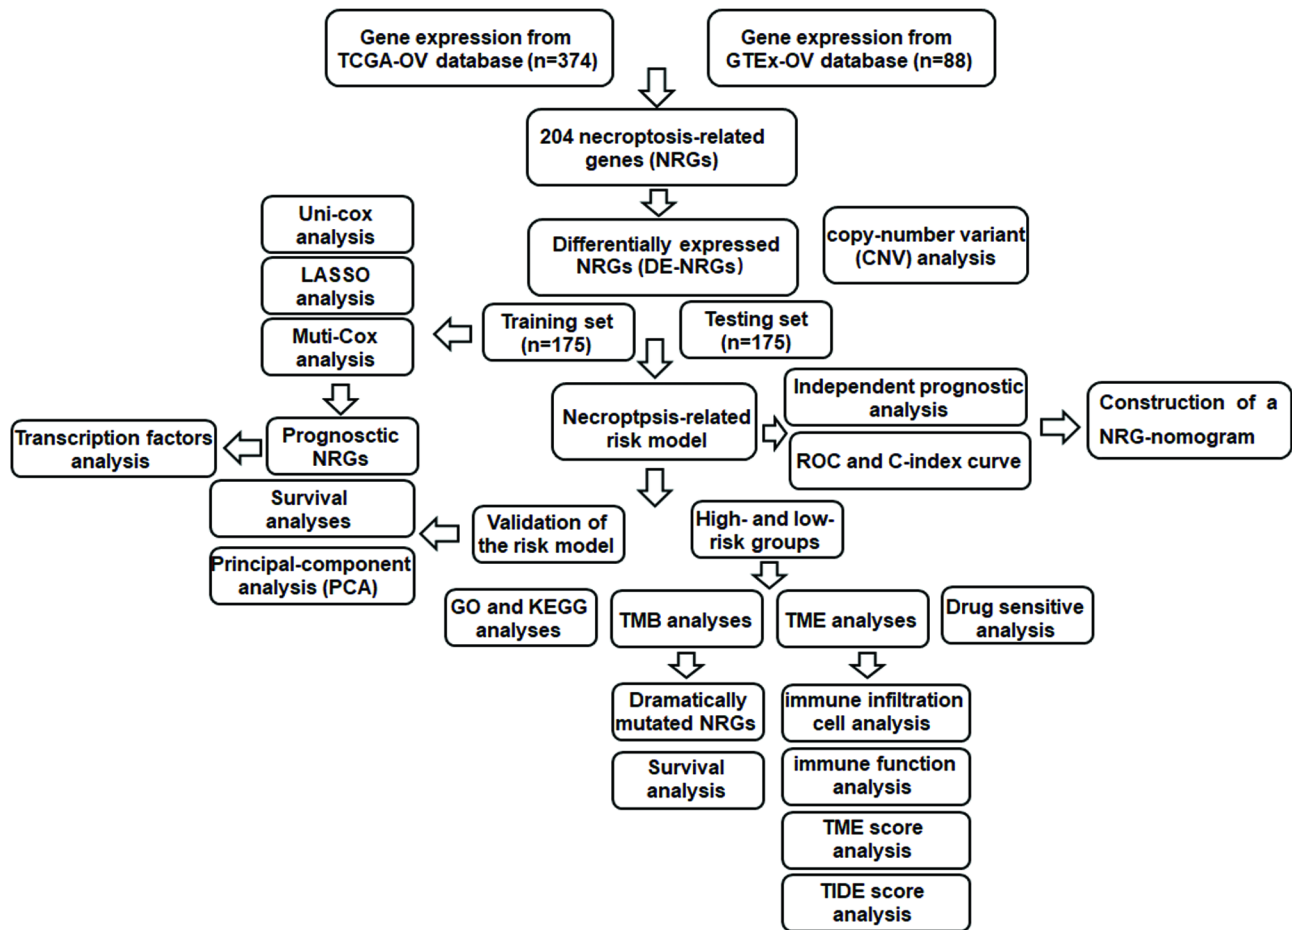 Gene expression from
TCGA-OV database (n=374)
Gene expression from
GTEx-OV database (n=88)
204 necroptosis-related
genes (NRGs)
Uni-cox
analysis
Differentially expressed
NRGs (DE-NRGs)
copy-number variant
(CNV) analysis
LASSO
analysis
Muti-Cox
analysis
Training set
(n=175)
Testing set
(n=175)
Necroptpsis-related
risk model
Independent prognostic
analysis
ROC and C-index curve
Construction of a
NRG-nomogram
Transcription factors
analysis
Prognosctic
NRGs
Survival
analyses
Principal-component
analysis (PCA)
Validation of
the risk model
High- and low-
risk groups
GO and KEGG
analyses
TMB analyses
TME analyses
Drug sensitive
analysis
Dramatically
mutated NRGs
Survival
analysis
immune infiltration
cell analysis
immune function
analysis
TME score
analysis
TIDE score
analysis